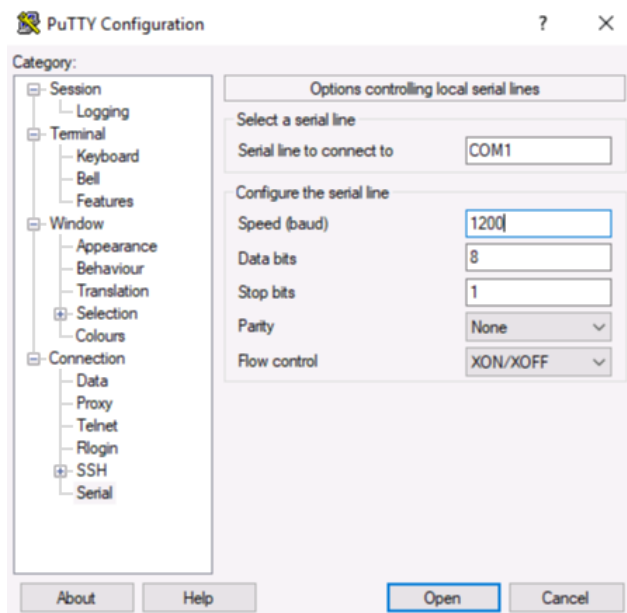 PuTTY Configuration
?
Category:
Session
Logging
Terminal
Keyboard
Bell
Features
Window
Appearance
Behaviour
Translation
Selection
Colours
Connection
Data
Proxy
Telnet
Rlogin
SSH
Serial
Options controlling local serial lines
Select a serial line
Serial line to connect to COM1
Configure the serial line
Speed (baud) 1200
Data bits 8
Stop bits 1
Parity None
Flow control XON/XOFF
About Help Open Cancel